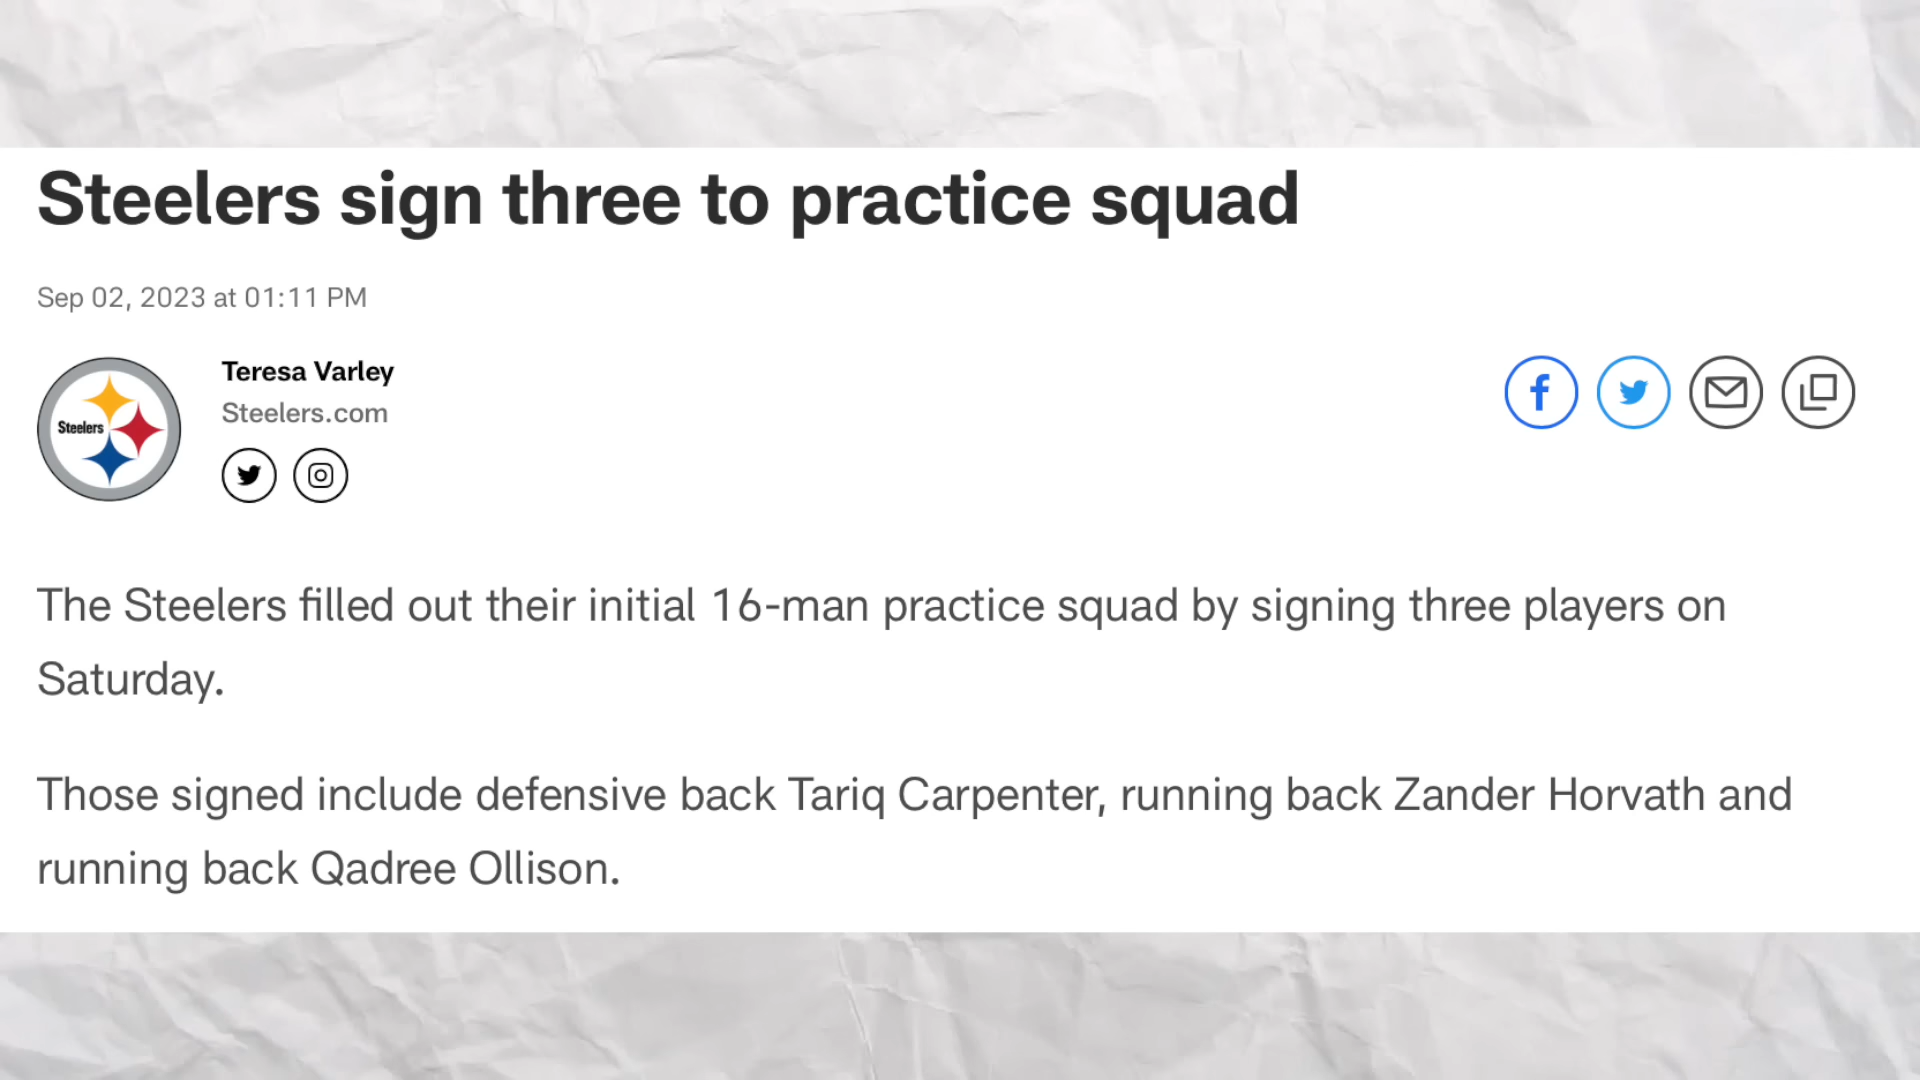 Steelers sign three to practice squad
Sep 02, 2023 at 01:11 PM
Steelers
Teresa Varley
Steelers.com
The Steelers filled out their initial 16-man practice squad by signing three players on
Saturday.
Those signed include defensive back Tariq Carpenter, running back Zander Horvath and
running back Qadree Ollison.